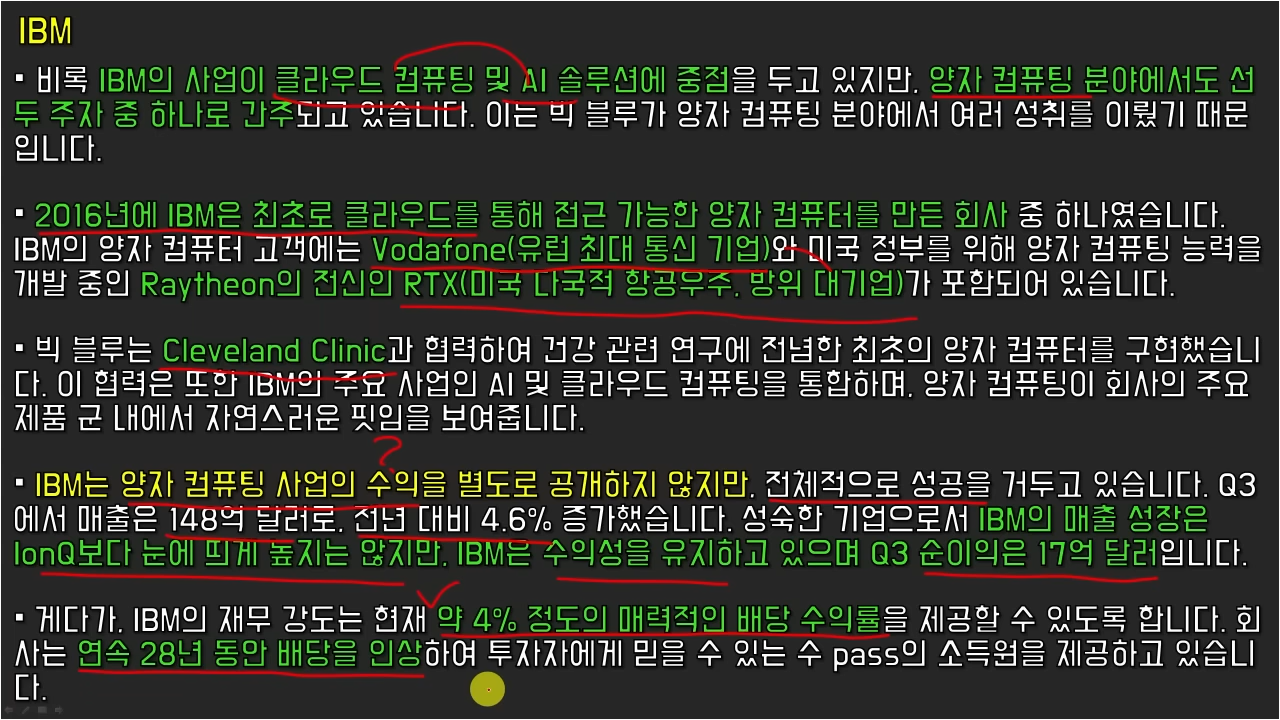 IBM
▪ 비록 IBM의 사업이 클라우드 컴퓨팅 및 AI 솔루션에 중점을 두고 있지만, 양자 컴퓨팅 분야에서도 선
두 주자 중 하나로 간주되고 있습니다. 이는 빅 블루가 양자 컴퓨팅 분야에서 여러 성취를 이뤘기 때문
입니다.
▪ 2016년에 IBM은 최초로 클라우드를 통해 접근 가능한 양자 컴퓨터를 만든 회사 중 하나였습니다.
IBM의 양자 컴퓨터 고객에는 Vodafone(유럽 최대 통신 기업)와 미국 정부를 위해 양자 컴퓨팅 능력을
개발 중인 Raytheon의 전신인 RTX(미국 다국적 항공우주, 방위 대기업)가 포함되어 있습니다.
▪ 빅 블루는 Cleveland Clinic과 협력하여 건강 관련 연구에 전념한 최초의 양자 컴퓨터를 구현했습니
다. 이 협력은 또한 IBM의 주요 사업인 AI 및 클라우드 컴퓨팅을 통합하며, 양자 컴퓨팅이 회사의 주요
제품 군 내에서 자연스러운 핏임을 보여줍니다.
?
▪ IBM는 양자 컴퓨팅 사업의 수익을 별도로 공개하지 않지만, 전체적으로 성공을 거두고 있습니다. Q3
에서 매출은 148억 달러로, 전년 대비 4.6% 증가했습니다. 성숙한 기업으로서 IBM의 매출 성장은
IonQ보다 눈에 띄게 높지는 않지만, IBM은 수익성을 유지하고 있으며 Q3 순이익은 17억 달러입니다.
▪ 게다가, IBM의 재무 강도는 현재 약 4% 정도의 매력적인 배당 수익률을 제공할 수 있도록 합니다. 회
사는 연속 28년 동안 배당을 인상하여 투자자에게 믿을 수 있는 수 pass의 소득원을 제공하고 있습니
다.